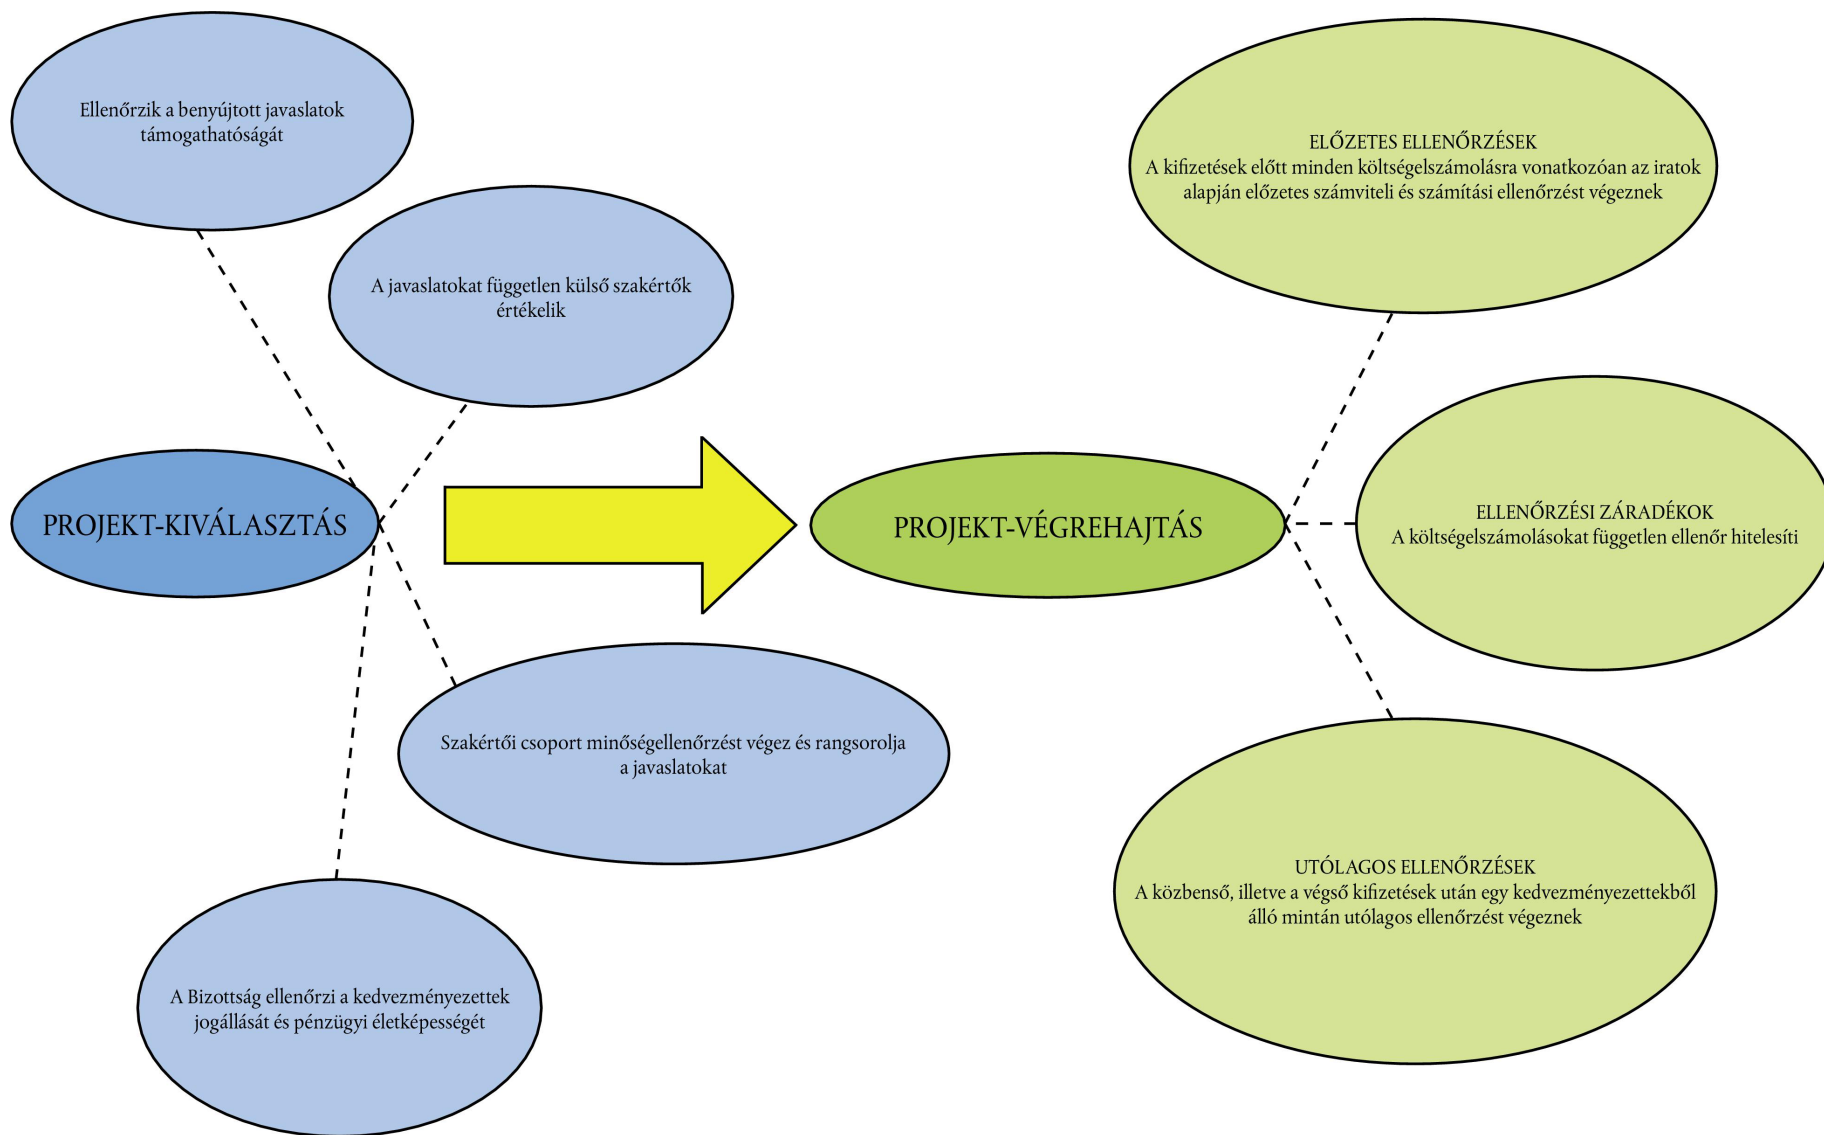 Ellenőrzik a benyújtott javaslatok
támogathatóságát
A javaslatokat független külső szakértők
értékelik
PROJEKT-KIVÁLASZTÁS
Szakértői csoport minőségellenőrzést végez és rangsorolja
a javaslatokat
A Bizottság ellenőrzi a kedvezményezettek
jogállását és pénzügyi életképességét
PROJEKT-VÉGREHAJTÁS
ELŐZETES ELLENŐRZÉSEK
A kifizetések előtt minden költségelszámolásra vonatkozóan az iratok
alapján előzetes számviteli és számítási ellenőrzést végeznek
ELLENŐRZÉSI ZÁRADÉKOK
A költségelszámolásokat független ellenőr hitelesíti
UTÓLAGOS ELLENŐRZÉSEK
A közbenső, illetve a végső kifizetések után egy kedvezményezettekből
álló mintán utólagos ellenőrzést végeznek